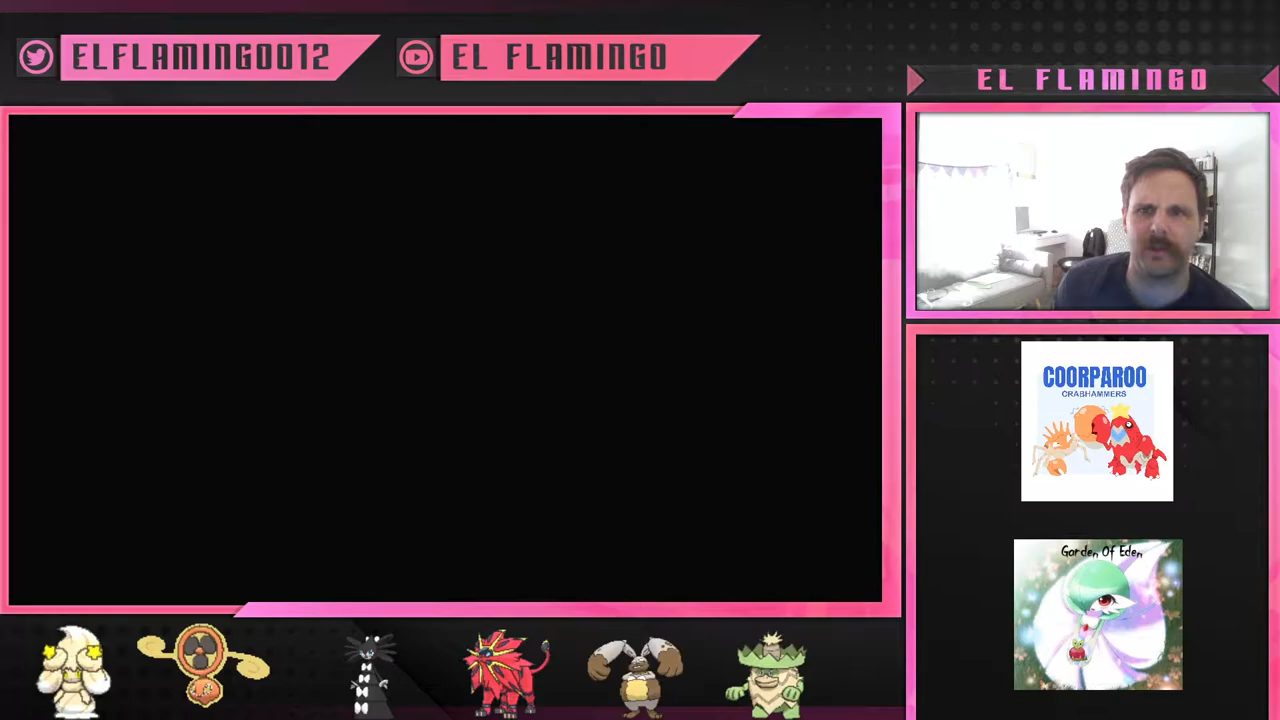 ELFLAMINGO012
EL FLAMINGO
EL FLAMINGO
COORPAROO
CRABHAMMERS
Garden Of Eden